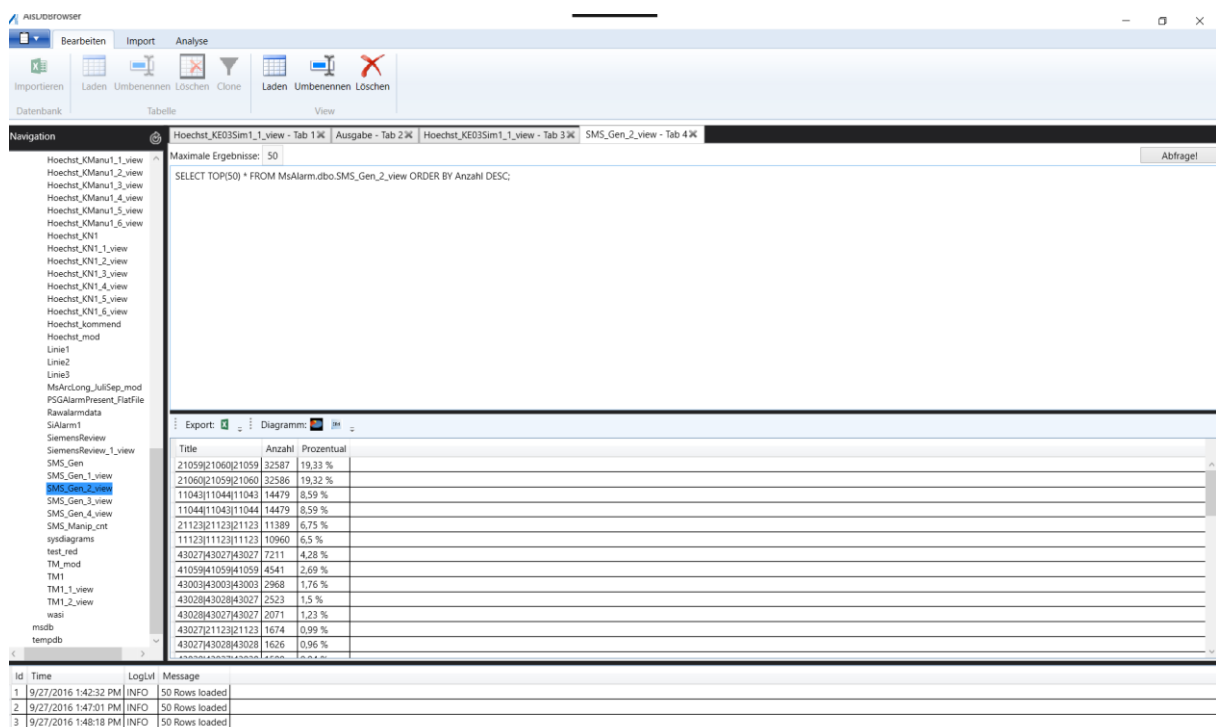 AlsDbBrowser
Bearbeiten Import Analyse
Importieren Laden Umbenennen Löschen Clone Laden Umbenennen Löschen
Datenbank Tabelle View
Navigation
Hoechst_KE03Sim1_1_view - Tab 1 Ausgabe - Tab 2 Hoechst_KE03Sim1_1_view - Tab 3 SMS_Gen_2_view - Tab 4
Maximale Ergebnisse: 50 Abfrage!
SELECT TOP(50) * FROM MsAlarm.dbo.SMS_Gen_2_view ORDER BY Anzahl DESC;
Hoechst_KManu1_1_view
Hoechst_KManu1_2_view
Hoechst_KManu1_3_view
Hoechst_KManu1_4_view
Hoechst_KManu1_5_view
Hoechst_KManu1_6_view
Hoechst_KN1
Hoechst_KN1_1_view
Hoechst_KN1_2_view
Hoechst_KN1_3_view
Hoechst_KN1_4_view
Hoechst_KN1_5_view
Hoechst_KN1_6_view
Hoechst_kommend
Hoechst_mod
Linie1
Linie2
Linie3
MsArcLong_JuliSep_mod
PSGAlarmPresent_FlatFile
Rawalarmdata
SiAlarm1
SiemensReview
SiemensReview_1_view
SMS_Gen
SMS_Gen_1_view
SMS_Gen_2_view
SMS_Gen_3_view
SMS_Gen_4_view
SMS_Manip_cnt
sysdiagrams
test_red
TM_mod
TM1
TM1_1_view
TM1_2_view
wasi
msdb
tempdb
Export: Diagramm:
Title Anzahl Prozentual
21059|21060|21059 32587 19,33 %
21060|21059|21060 32586 19,32 %
11043|11044|11043 14479 8,59 %
11044|11043|11044 14479 8,59 %
21123|21123|21123 11389 6,75 %
11123|11123|11123 10960 6,5 %
43027|43027|43027 7211 4,28 %
41059|41059|41059 4541 2,69 %
43003|43003|43003 2968 1,76 %
43028|43028|43027 2523 1,5 %
43028|43027|43027 2071 1,23 %
43027|21123|21123 1674 0,99 %
43027|43028|43028 1626 0,96 %
Id Time LogLvl Message
1 9/27/2016 1:42:32 PM INFO 50 Rows loaded
2 9/27/2016 1:47:01 PM INFO 50 Rows loaded
3 9/27/2016 1:48:18 PM INFO 50 Rows loaded